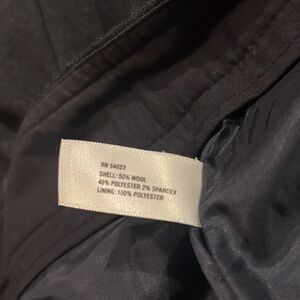 RN 54023
SHELL: 50% WOOL
48% POLYESTER 2% SPANDEX
LINING: 100% POLYESTER